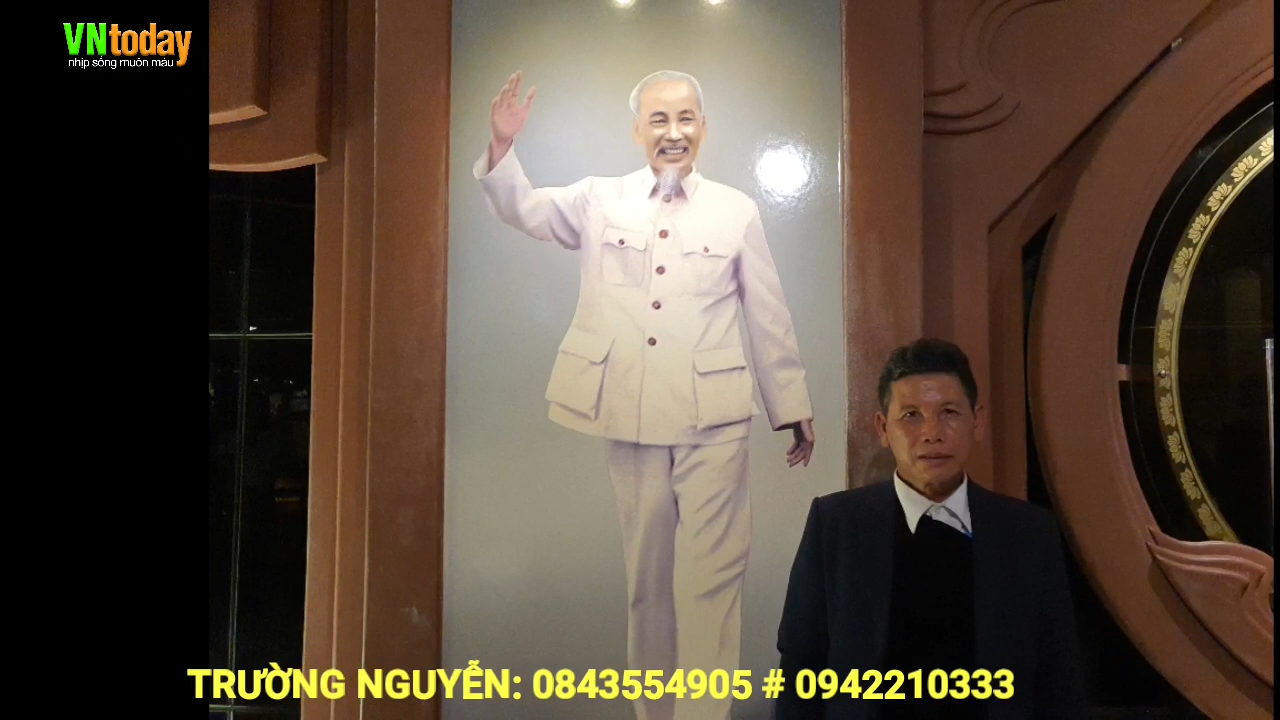 VNtoday
nhịp sống muôn màu
TRƯỜNG NGUYỄN: 0843554905 # 0942210333